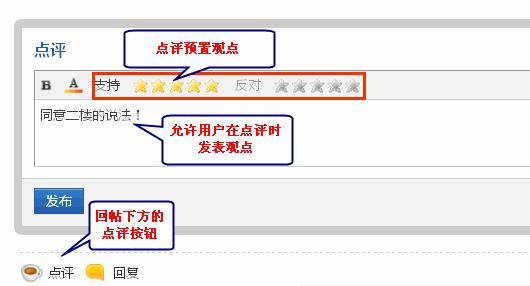 点评预置观点
点评
B A 支持 反对
同意二楼的说法！
允许用户在点评时
发表观点
发布
回帖下方的
点评按钮
点评 回复